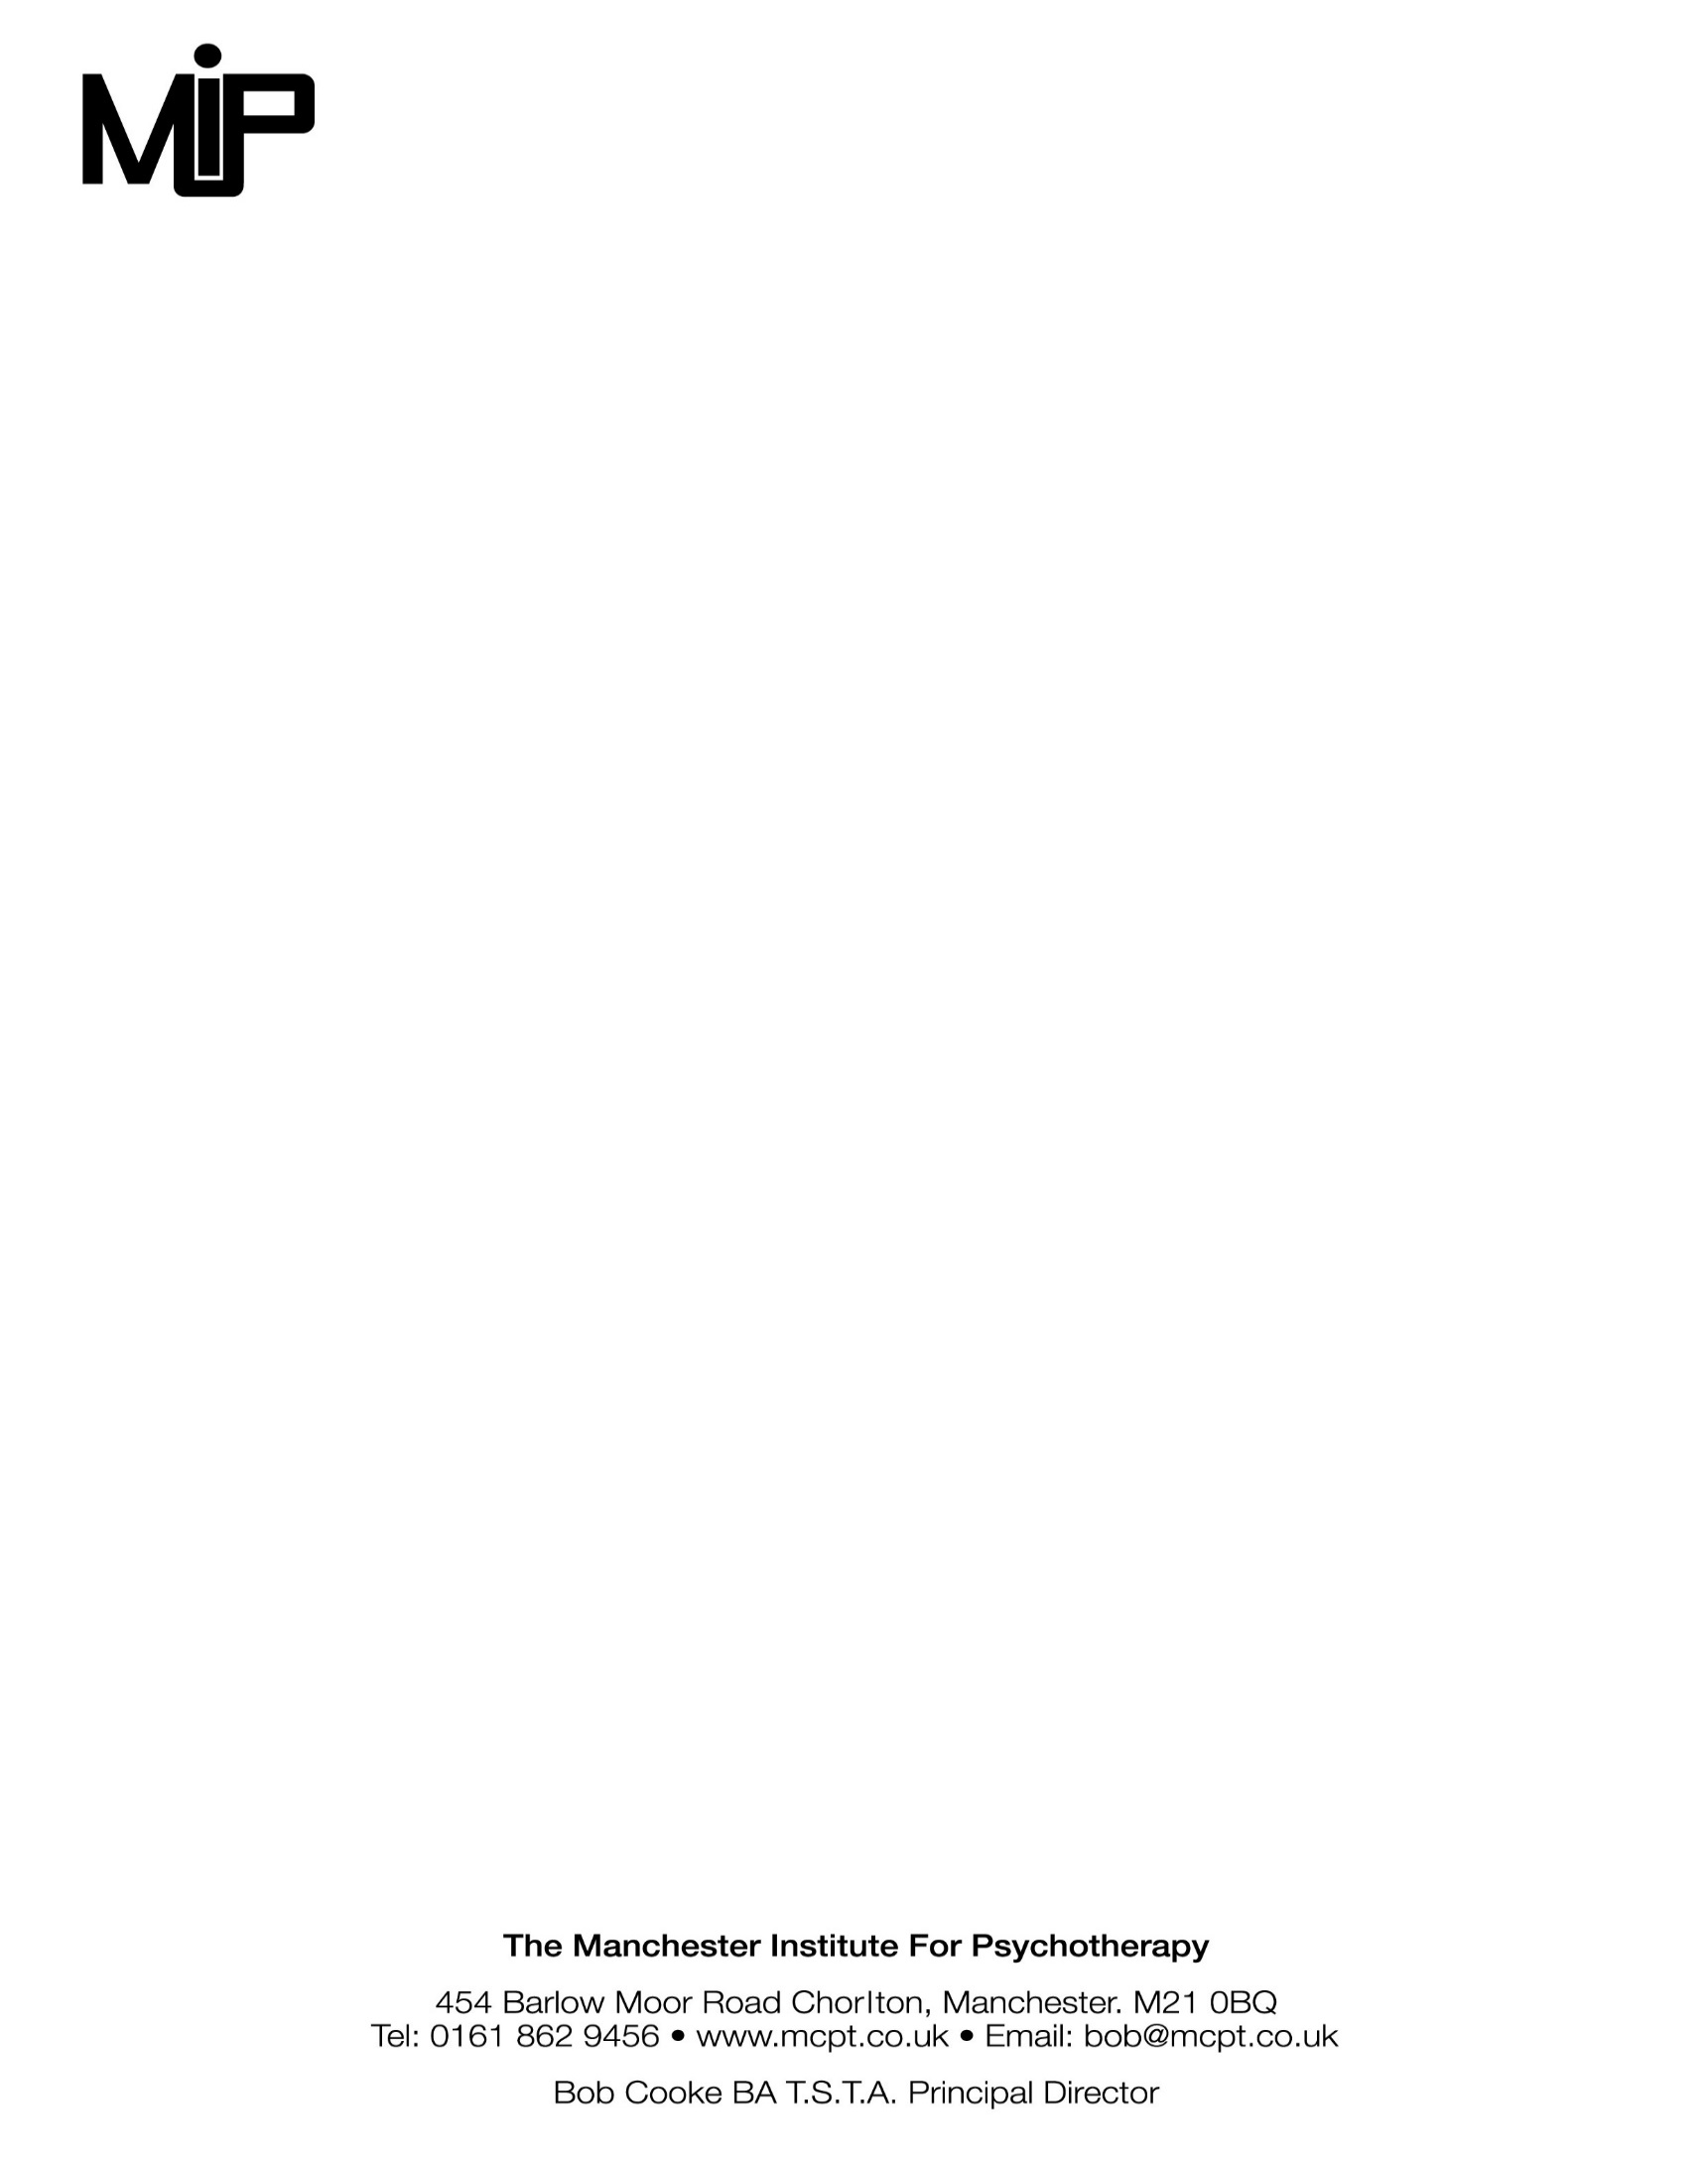 MiP
The Manchester Institute For Psychotherapy
454 Barlow Moor Road Chorlton, Manchester. M21 0BQ
Tel: 0161 862 9456 • www.mcpt.co.uk • Email: bob@mcpt.co.uk
Bob Cooke BA T.S.T.A. Principal Director